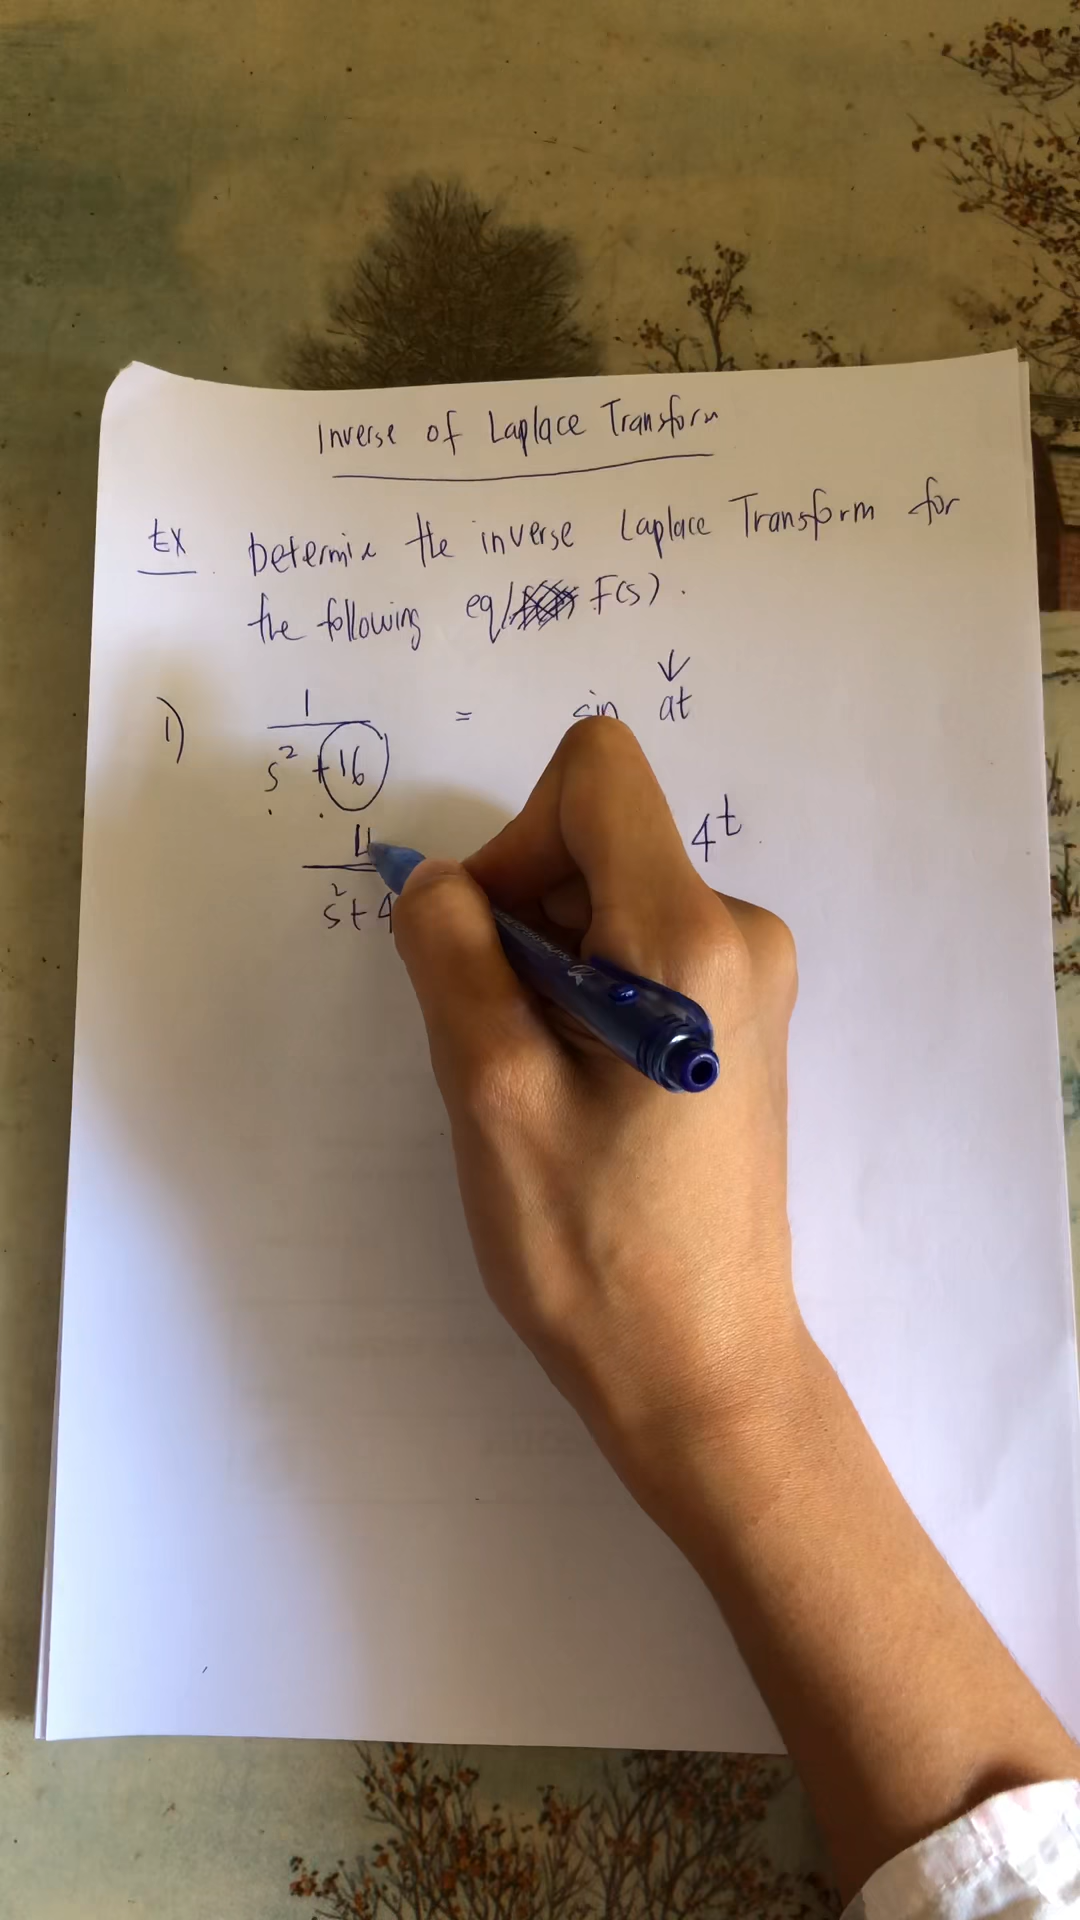 Inverse of Laplace Transform
Ex Determine the inverse Laplace Transform for
the following eq/ F(s).
1) 1 / s² + 16 = sin at
4t
4
s² + 4